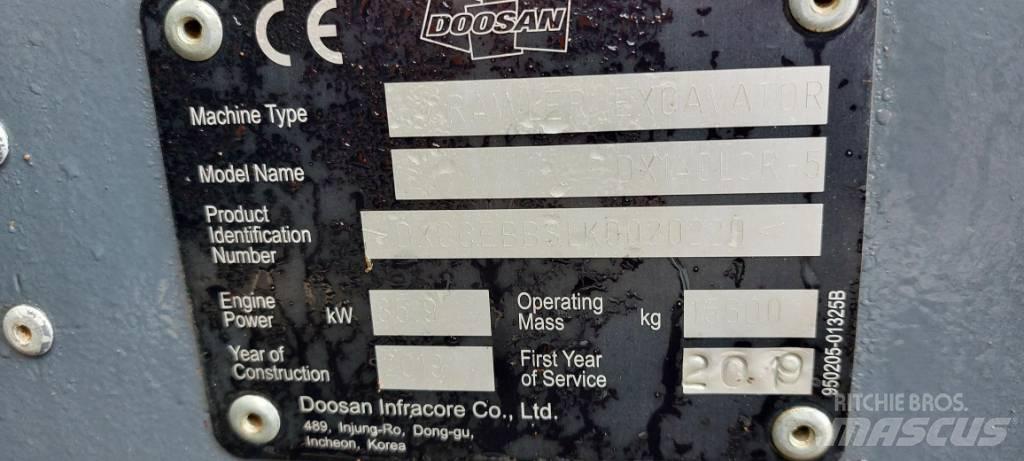 CE
DOOSAN
Machine Type CRAWLER EXCAVATOR
Model Name DX140LCR-5
Product
Identification
Number
Engine
Power kW
Operating
Mass kg
Year of
Construction
First Year
of Service 2019
Doosan Infracore Co., Ltd.
489, Injung-Ro, Dong-gu,
Incheon, Korea
950205-01325B
RITCHIE BROS.
MASCUS